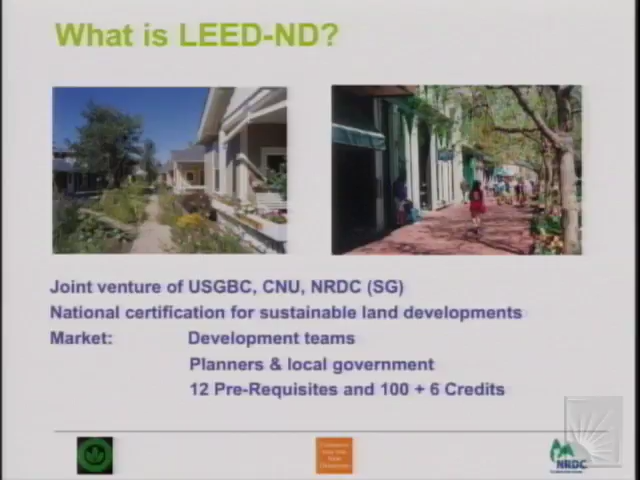 What is LEED-ND?
Joint venture of USGBC, CNU, NRDC (SG)
National certification for sustainable land developments
Market: Development teams
Planners & local government
12 Pre-Requisites and 100 + 6 Credits
NRDC